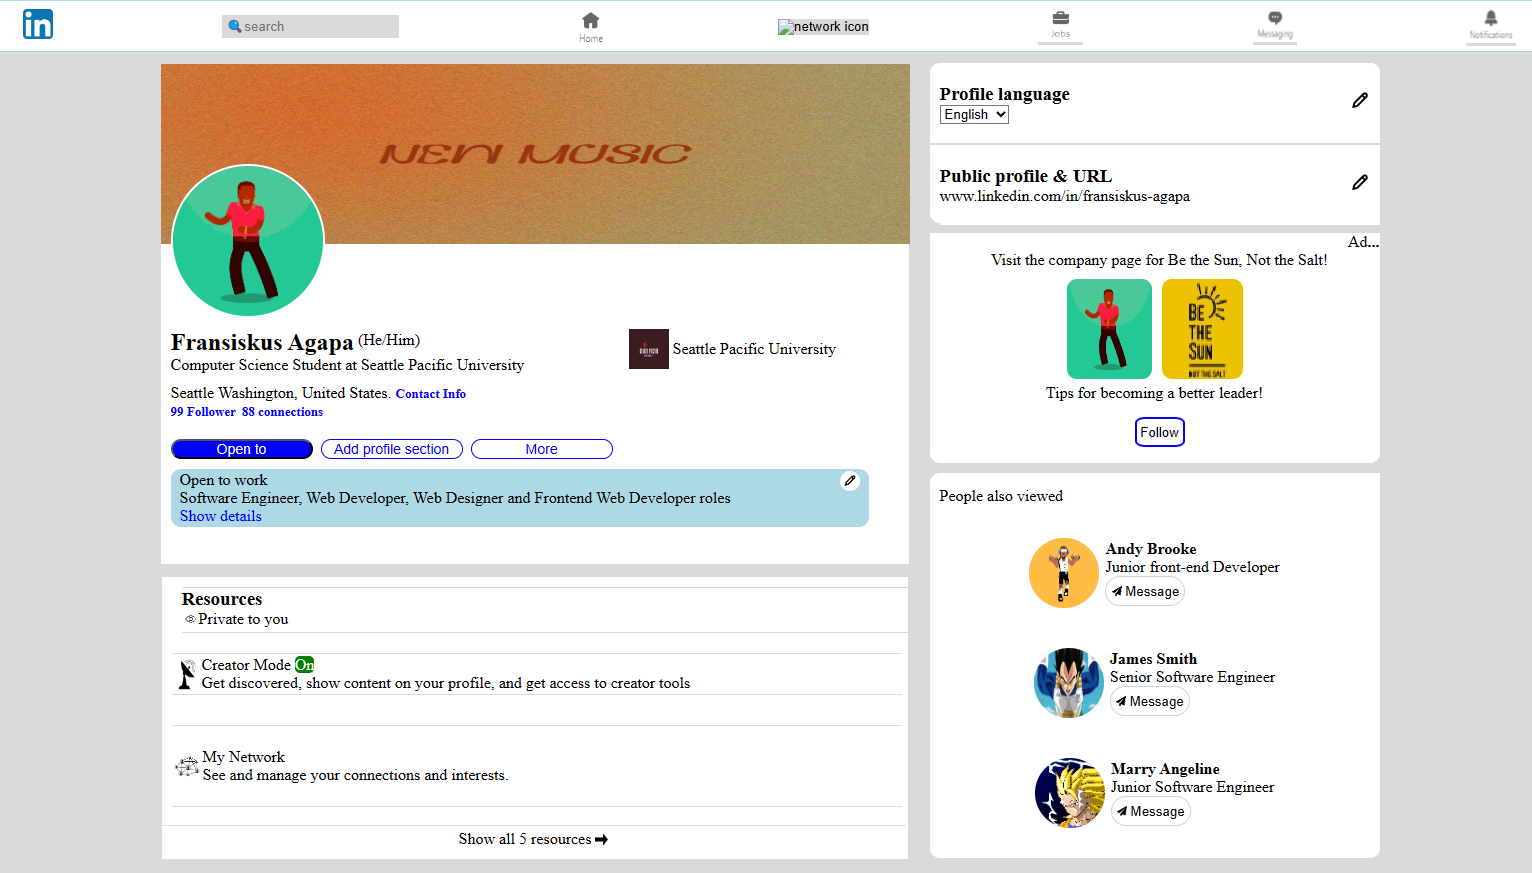 in
search
Home
network icon
Jobs
Messaging
Notifications
NEW MUSIC
Fransiskus Agapa (He/Him)
Computer Science Student at Seattle Pacific University
Seattle Pacific University
Seattle Washington, United States. Contact Info
99 Follower 88 connections
Open to
Add profile section
More
Open to work
Software Engineer, Web Developer, Web Designer and Frontend Web Developer roles
Show details
Resources
Private to you
Creator Mode On
Get discovered, show content on your profile, and get access to creator tools
My Network
See and manage your connections and interests.
Show all 5 resources
Profile language
English
Public profile & URL
www.linkedin.com/in/fransiskus-agapa
Ad...
Visit the company page for Be the Sun, Not the Salt!
BE
THE
SUN
NOT THE SALT
Tips for becoming a better leader!
Follow
People also viewed
Andy Brooke
Junior front-end Developer
Message
James Smith
Senior Software Engineer
Message
Marry Angeline
Junior Software Engineer
Message